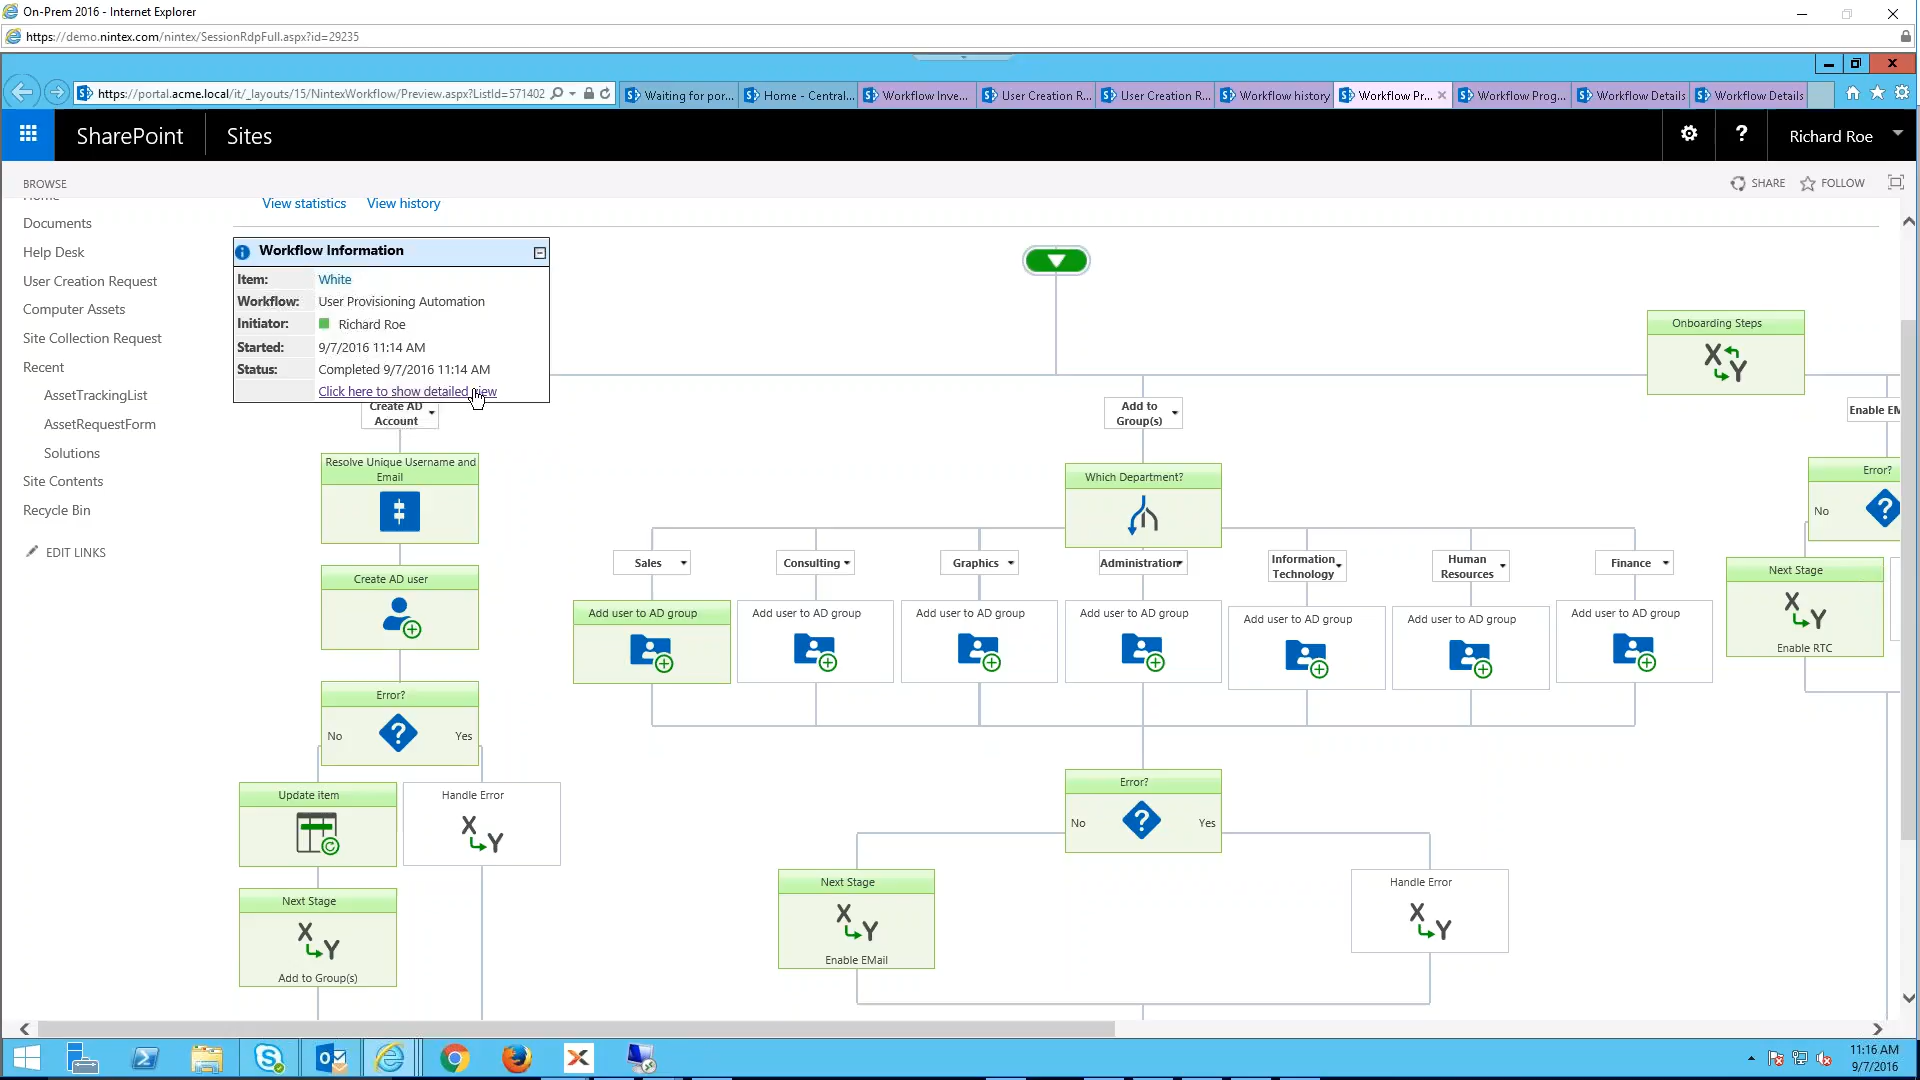 On-Prem 2016 - Internet Explorer
https://demo.nintex.com/nintex/SessionRdpFull.aspx?id=29235
https://portal.acme.local/it/_layouts/15/NintexWorkflow/Preview.aspx?ListId=571402
Waiting for por...
Home - Central...
Workflow Inve...
User Creation R...
User Creation R...
Workflow history
Workflow Pr...
Workflow Prog...
Workflow Details
Workflow Details
SharePoint
Sites
?
Richard Roe
BROWSE
SHARE
FOLLOW
Home
Documents
Help Desk
User Creation Request
Computer Assets
Site Collection Request
Recent
AssetTrackingList
AssetRequestForm
Solutions
Site Contents
Recycle Bin
EDIT LINKS
View statistics
View history
Workflow Information
Item: White
Workflow: User Provisioning Automation
Initiator: Richard Roe
Started: 9/7/2016 11:14 AM
Status: Completed 9/7/2016 11:14 AM
Click here to show detailed view
Onboarding Steps
X Y
Create AD
Account
Add to
Group(s)
Enable EM
Resolve Unique Username and
Email
Which Department?
Error?
No
?
Create AD user
Sales
Consulting
Graphics
Administration
Information
Technology
Human
Resources
Finance
Next Stage
X Y
Enable RTC
Add user to AD group
Add user to AD group
Add user to AD group
Add user to AD group
Add user to AD group
Add user to AD group
Add user to AD group
Error?
No
?
Yes
Update item
Handle Error
X Y
Error?
No
?
Yes
Next Stage
X Y
Add to Group(s)
Next Stage
X Y
Enable EMail
Handle Error
X Y
11:16 AM
9/7/2016